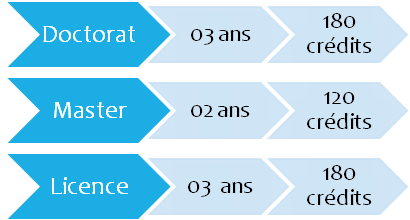 Doctorat
03 ans
180
crédits
Master
02 ans
120
crédits
Licence
03 ans
180
crédits